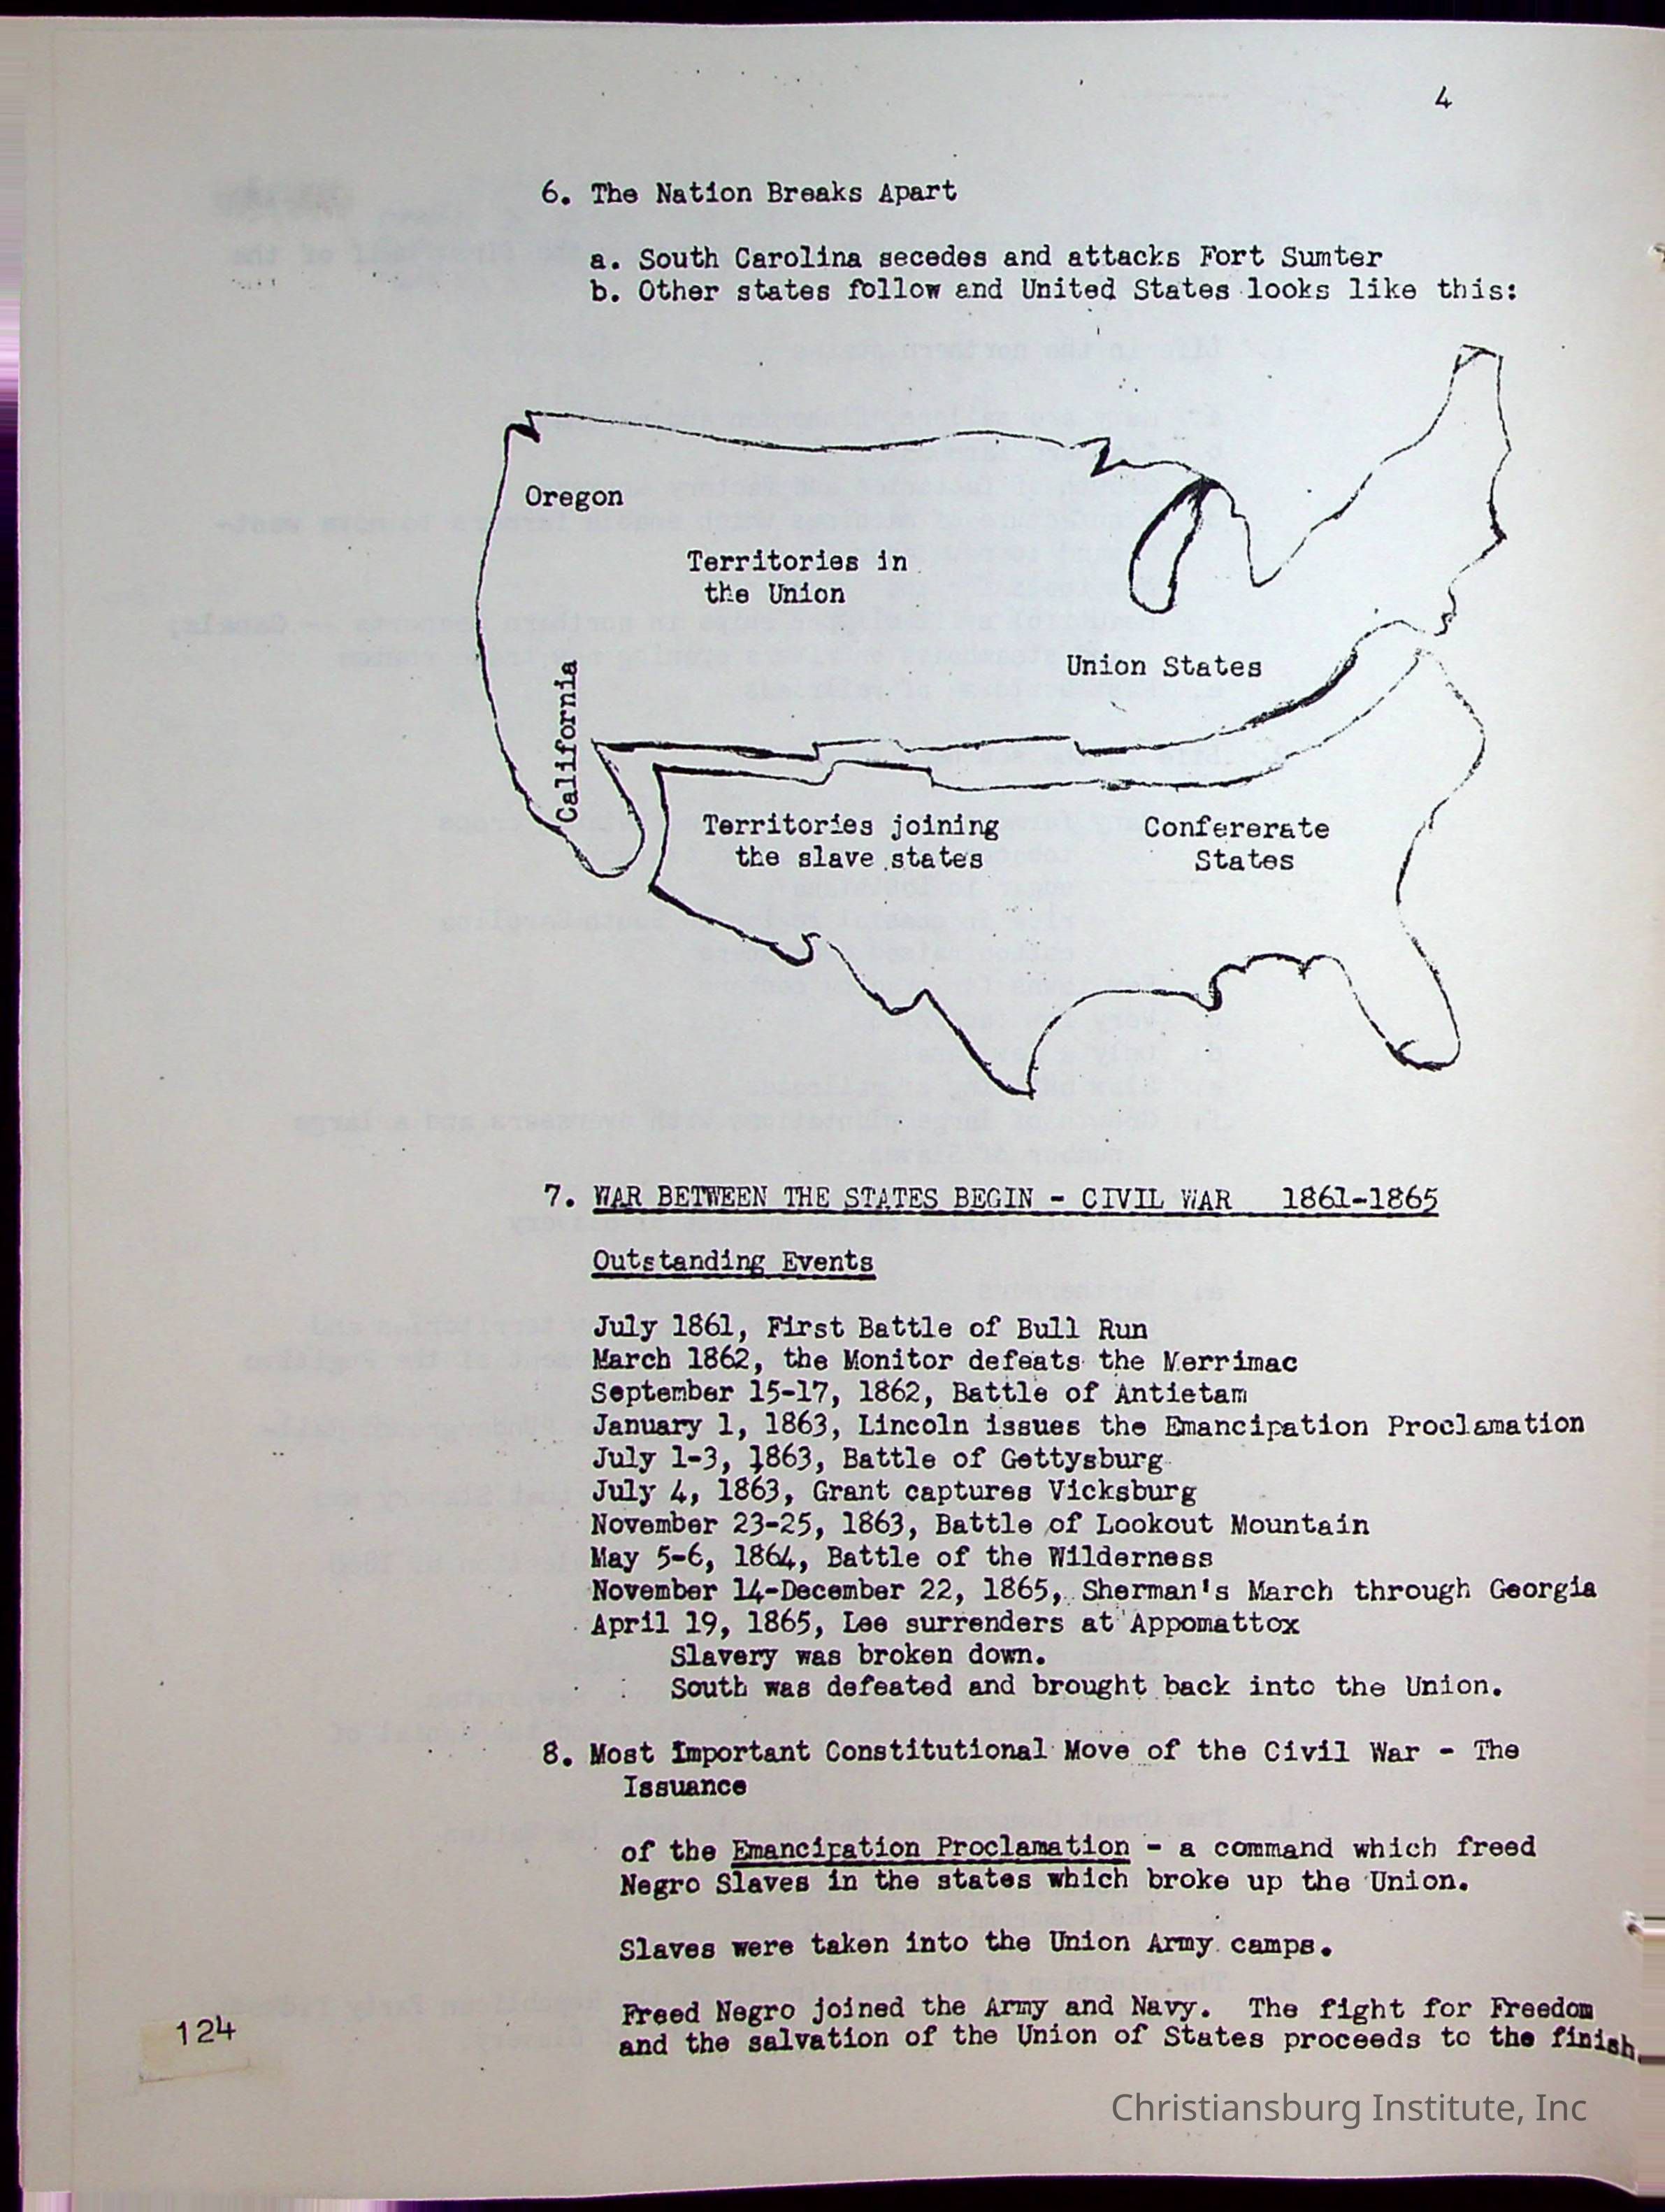 4
6. The Nation Breaks Apart
a. South Carolina secedes and attacks Fort Sumter
b. Other states follow and United States looks like this:
Oregon
Territories in
the Union
Union States
California
Territories joining
the slave states
Confererate
States
7. WAR BETWEEN THE STATES BEGIN - CIVIL WAR 1861-1865
Outstanding Events
July 1861, First Battle of Bull Run
March 1862, the Monitor defeats the Merrimac
September 15-17, 1862, Battle of Antietam
January 1, 1863, Lincoln issues the Emancipation Proclamation
July 1-3, 1863, Battle of Gettysburg
July 4, 1863, Grant captures Vicksburg
November 23-25, 1863, Battle of Lookout Mountain
May 5-6, 1864, Battle of the Wilderness
November 14-December 22, 1865, Sherman's March through Georgia
April 19, 1865, Lee surrenders at Appomattox
Slavery was broken down.
South was defeated and brought back into the Union.
8. Most Important Constitutional Move of the Civil War - The
Issuance
of the Emancipation Proclamation - a command which freed
Negro Slaves in the states which broke up the Union.
Slaves were taken into the Union Army camps.
Freed Negro joined the Army and Navy. The fight for Freedom
and the salvation of the Union of States proceeds to the finish.
124
Christiansburg Institute, Inc